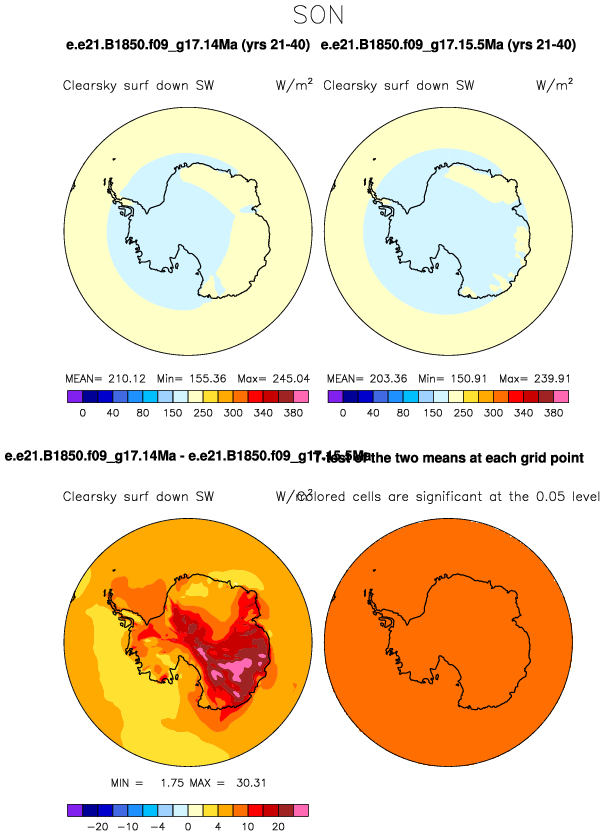 SON
e.e21.B1850.f09_g17.14Ma (yrs 21-40) e.e21.B1850.f09_g17.15.5Ma (yrs 21-40)
Clearsky surf down SW W/m² Clearsky surf down SW W/m²
MEAN= 210.12 Min= 155.36 Max= 245.04 MEAN= 203.36 Min= 150.91 Max= 239.91
0 40 80 150 250 300 340 380 0 40 80 150 250 300 340 380
e.e21.B1850.f09_g17.14Ma - e.e21.B1850.f09_g17.15.5Ma T-test of the two means at each grid point
Clearsky surf down SW W/m² Colored cells are significant at the 0.05 level
MIN = 1.75 MAX = 30.31
-20 -10 -4 0 4 10 20